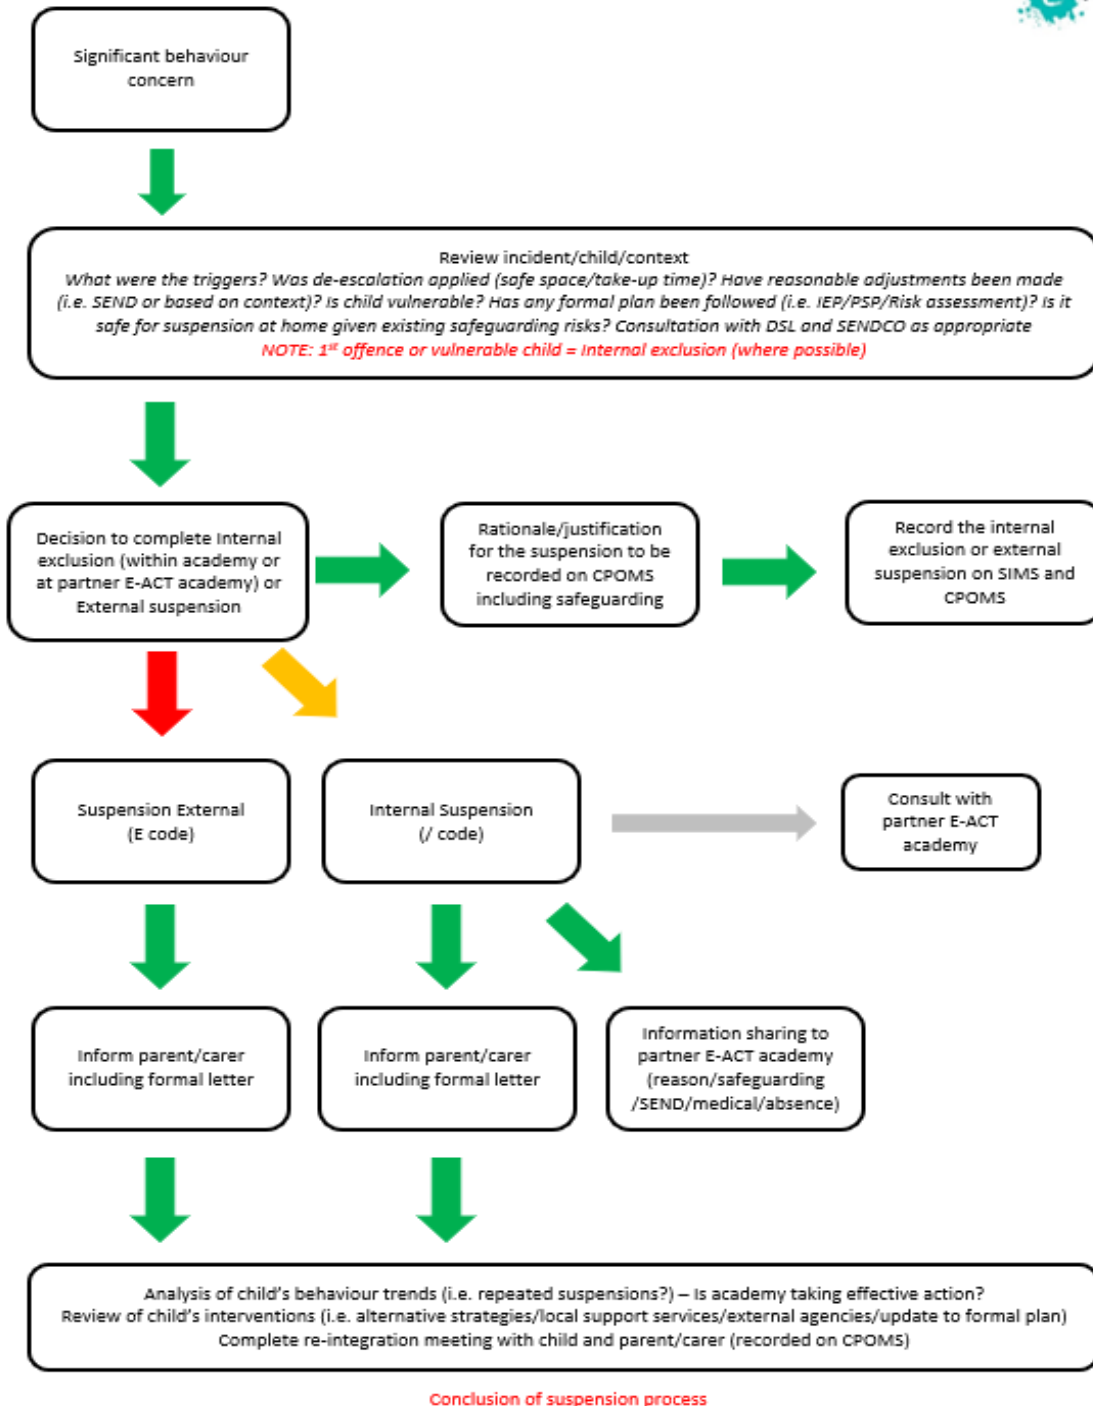 Significant behaviour
concern
Review incident/child/context
What were the triggers? Was de-escalation applied (safe space/take-up time)? Have reasonable adjustments been made
(i.e. SEND or based on context)? Is child vulnerable? Has any formal plan been followed (i.e. IEP/PSP/Risk assessment)? Is it
safe for suspension at home given existing safeguarding risks? Consultation with DSL and SENDCO as appropriate
NOTE: 1st offence or vulnerable child = Internal exclusion (where possible)
Decision to complete Internal
exclusion (within academy or
at partner E-ACT academy) or
External suspension
Rationale/justification
for the suspension to be
recorded on CPOMS
including safeguarding
Record the internal
exclusion or external
suspension on SIMS and
CPOMS
Suspension External
(E code)
Internal Suspension
(/ code)
Consult with
partner E-ACT
academy
Inform parent/carer
including formal letter
Inform parent/carer
including formal letter
Information sharing to
partner E-ACT academy
(reason/safeguarding
/SEND/medical/absence)
Analysis of child's behaviour trends (i.e. repeated suspensions?) – Is academy taking effective action?
Review of child's interventions (i.e. alternative strategies/local support services/external agencies/update to formal plan)
Complete re-integration meeting with child and parent/carer (recorded on CPOMS)
Conclusion of suspension process